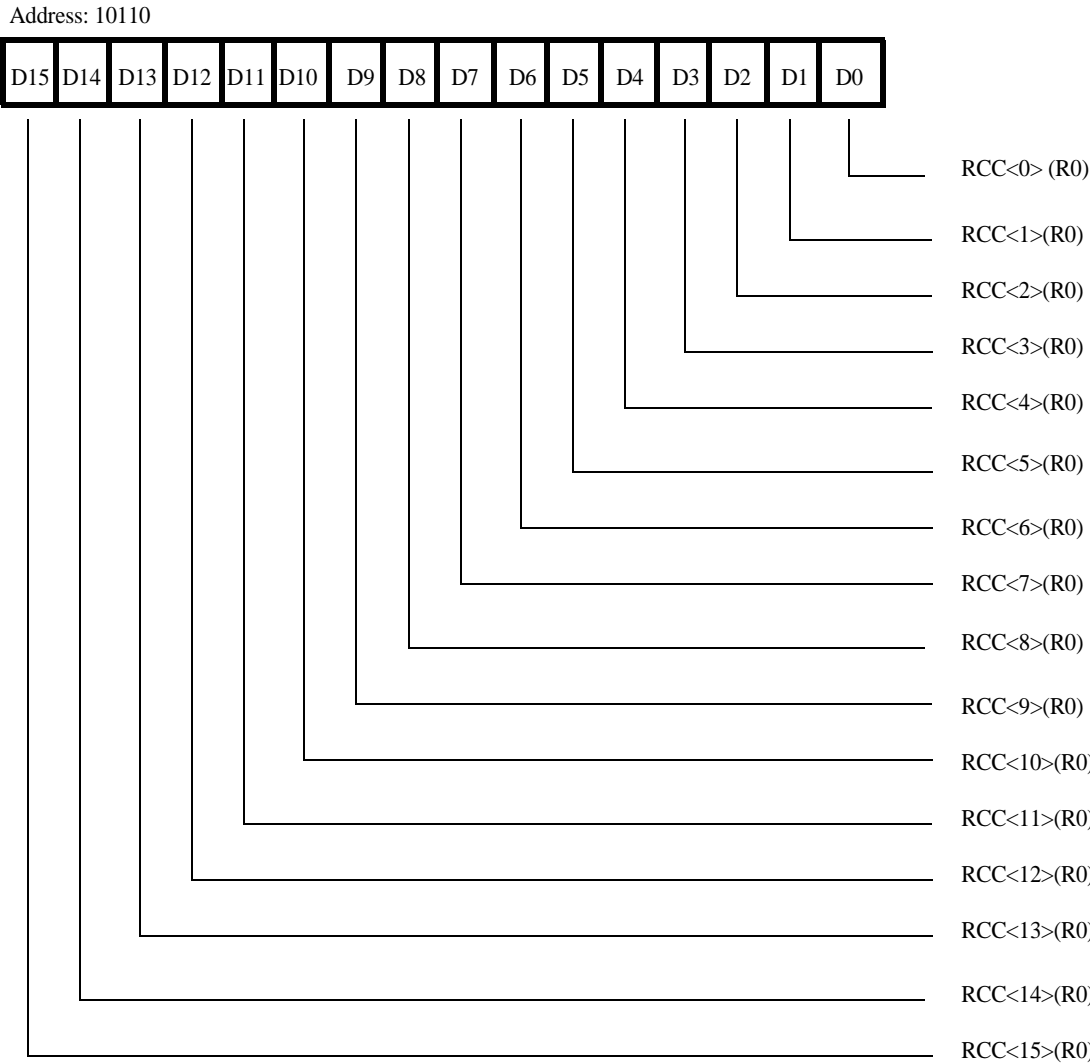 Address: 10110
D15 D14 D13 D12 D11 D10 D9 D8 D7 D6 D5 D4 D3 D2 D1 D0
RCC<0> (R0)
RCC<1>(R0)
RCC<2>(R0)
RCC<3>(R0)
RCC<4>(R0)
RCC<5>(R0)
RCC<6>(R0)
RCC<7>(R0)
RCC<8>(R0)
RCC<9>(R0)
RCC<10>(R0)
RCC<11>(R0)
RCC<12>(R0)
RCC<13>(R0)
RCC<14>(R0)
RCC<15>(R0)